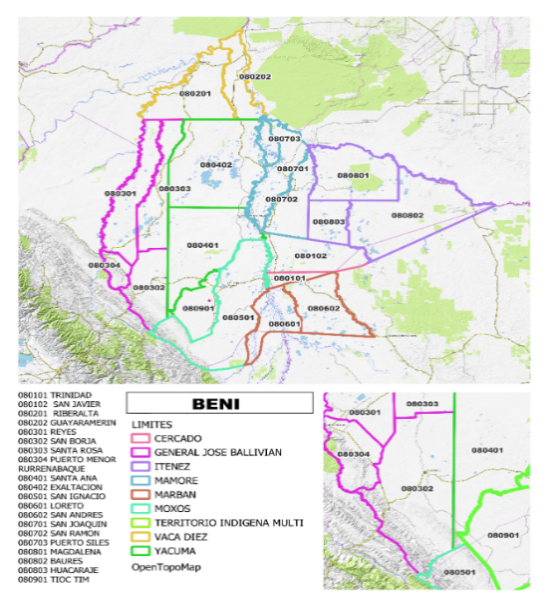 080202
080201
080703
080402
080701
080801
080301
080303
080702
080803
080802
080401
080102
080304
080302
080101
080901
080501
080602
080601
080101 TRINIDAD
080102 SAN JAVIER
080201 RIBERALTA
080202 GUAYARAMERIN
080301 REYES
080302 SAN BORJA
080303 SANTA ROSA
080304 PUERTO MENOR
RURRENABAQUE
080401 SANTA ANA
080402 EXALTACION
080501 SAN IGNACIO
080601 LORETO
080602 SAN ANDRES
080701 SAN JOAQUIN
080702 SAN RAMON
080703 PUERTO SILES
080801 MAGDALENA
080802 BAURES
080803 HUACARAJE
080901 TIOC TIM
BENI
LIMITES
CERCADO
GENERAL JOSE BALLIVIAN
ITENEZ
MAMORE
MARBAN
MOXOS
TERRITORIO INDIGENA MULTI
VACA DIEZ
YACUMA
OpenTopoMap
080301
080303
080401
080304
080302
080901
080501